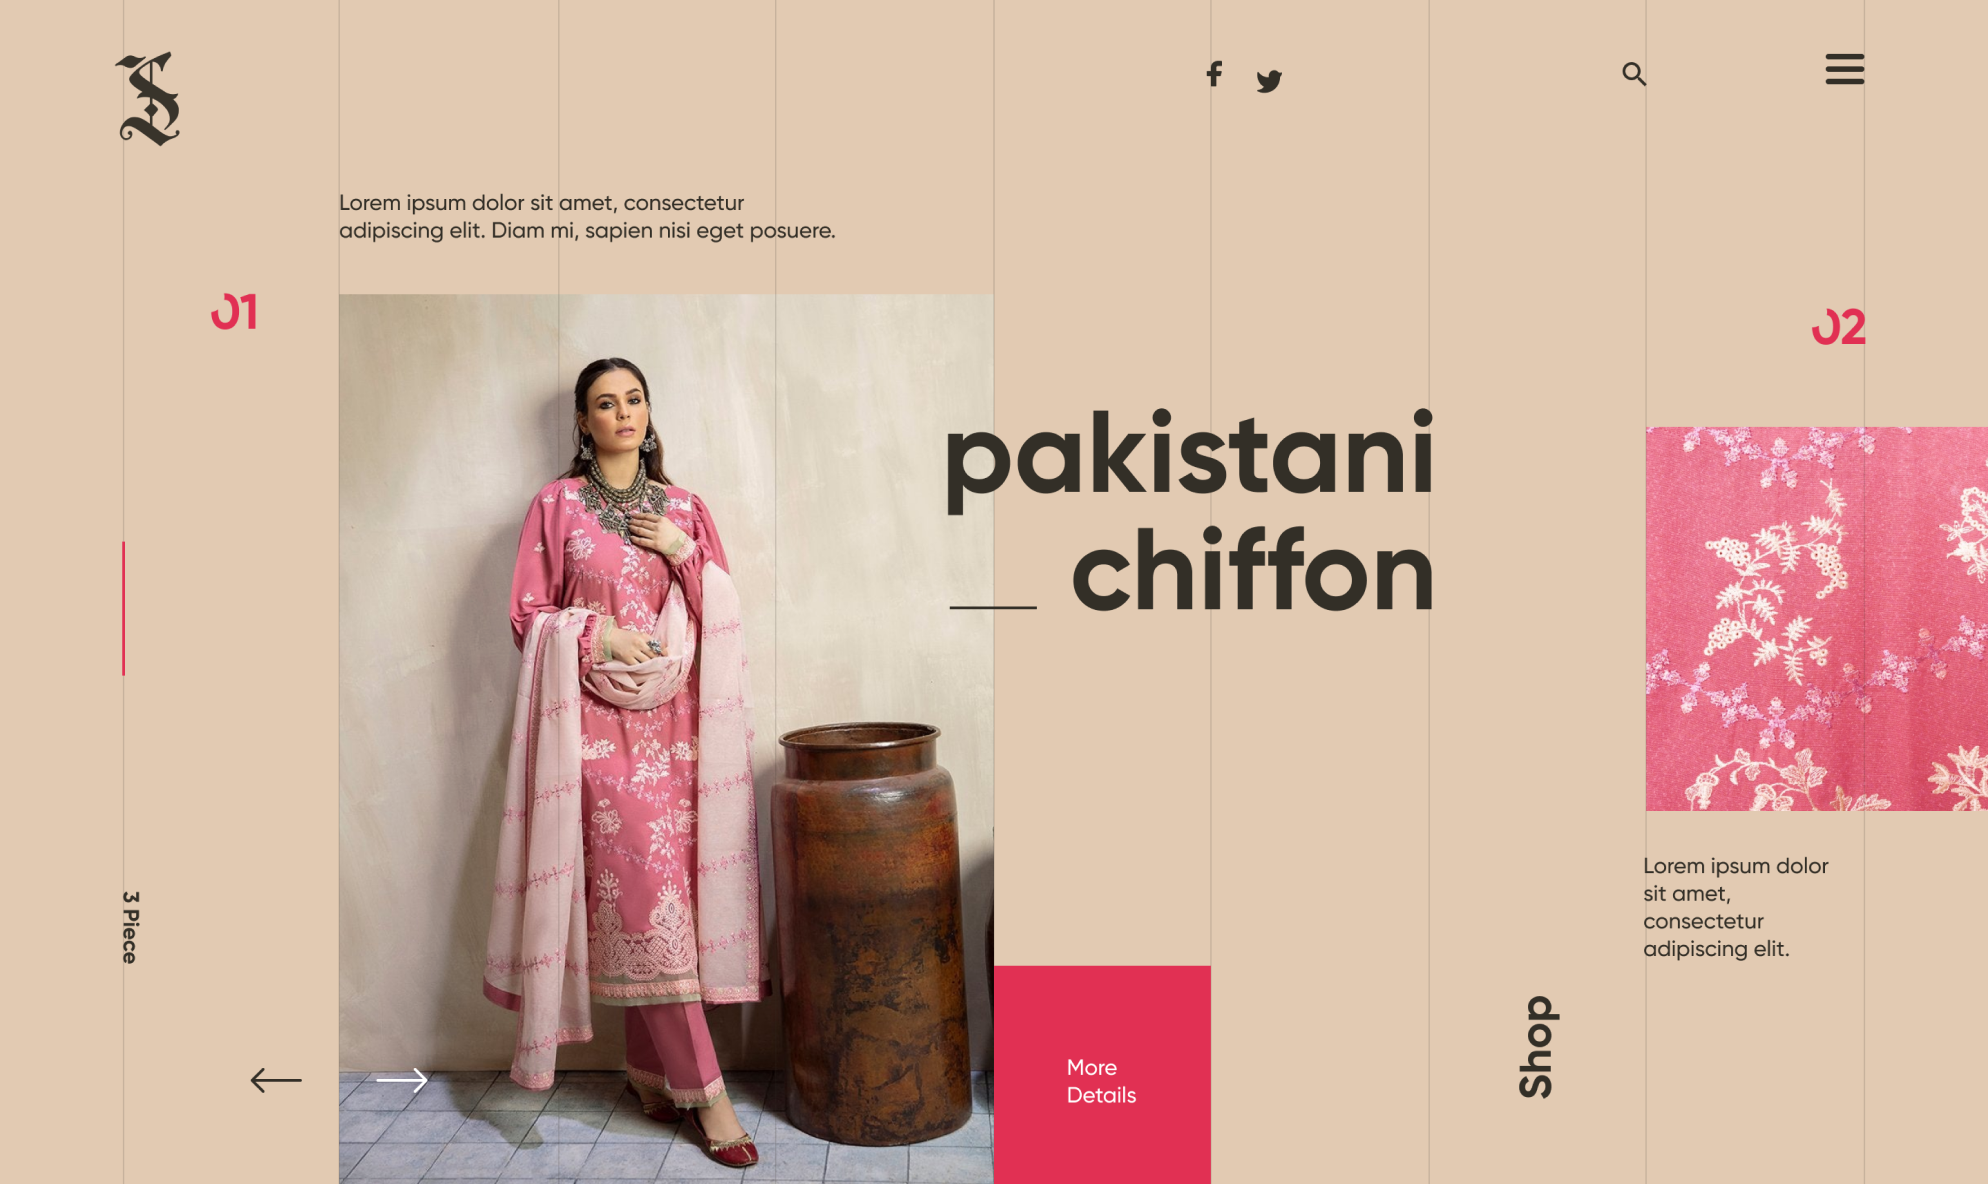 S
Lorem ipsum dolor sit amet, consectetur
adipiscing elit. Diam mi, sapien nisi eget posuere.
01
02
pakistani
chiffon
3 Piece
Lorem ipsum dolor
sit amet,
consectetur
adipiscing elit.
Shop
More
Details